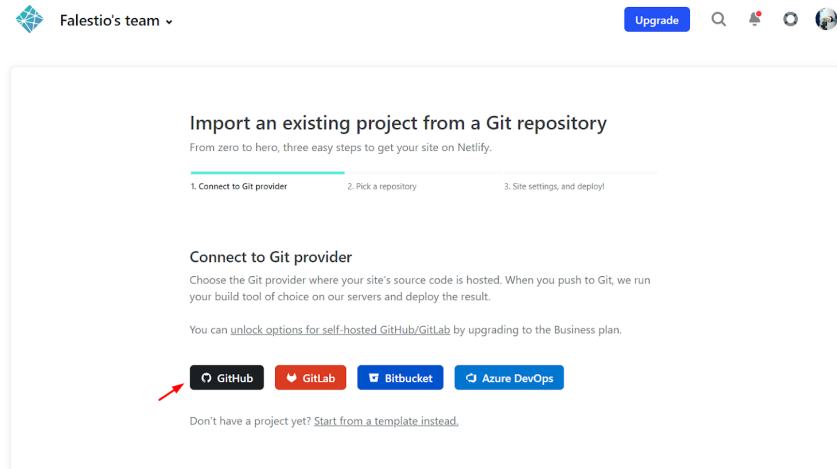 Falestio's team
Upgrade
Import an existing project from a Git repository
From zero to hero, three easy steps to get your site on Netlify.
1. Connect to Git provider
2. Pick a repository
3. Site settings, and deploy!
Connect to Git provider
Choose the Git provider where your site's source code is hosted. When you push to Git, we run
your build tool of choice on our servers and deploy the result.
You can unlock options for self-hosted GitHub/GitLab by upgrading to the Business plan.
GitHub
GitLab
Bitbucket
Azure DevOps
Don't have a project yet? Start from a template instead.